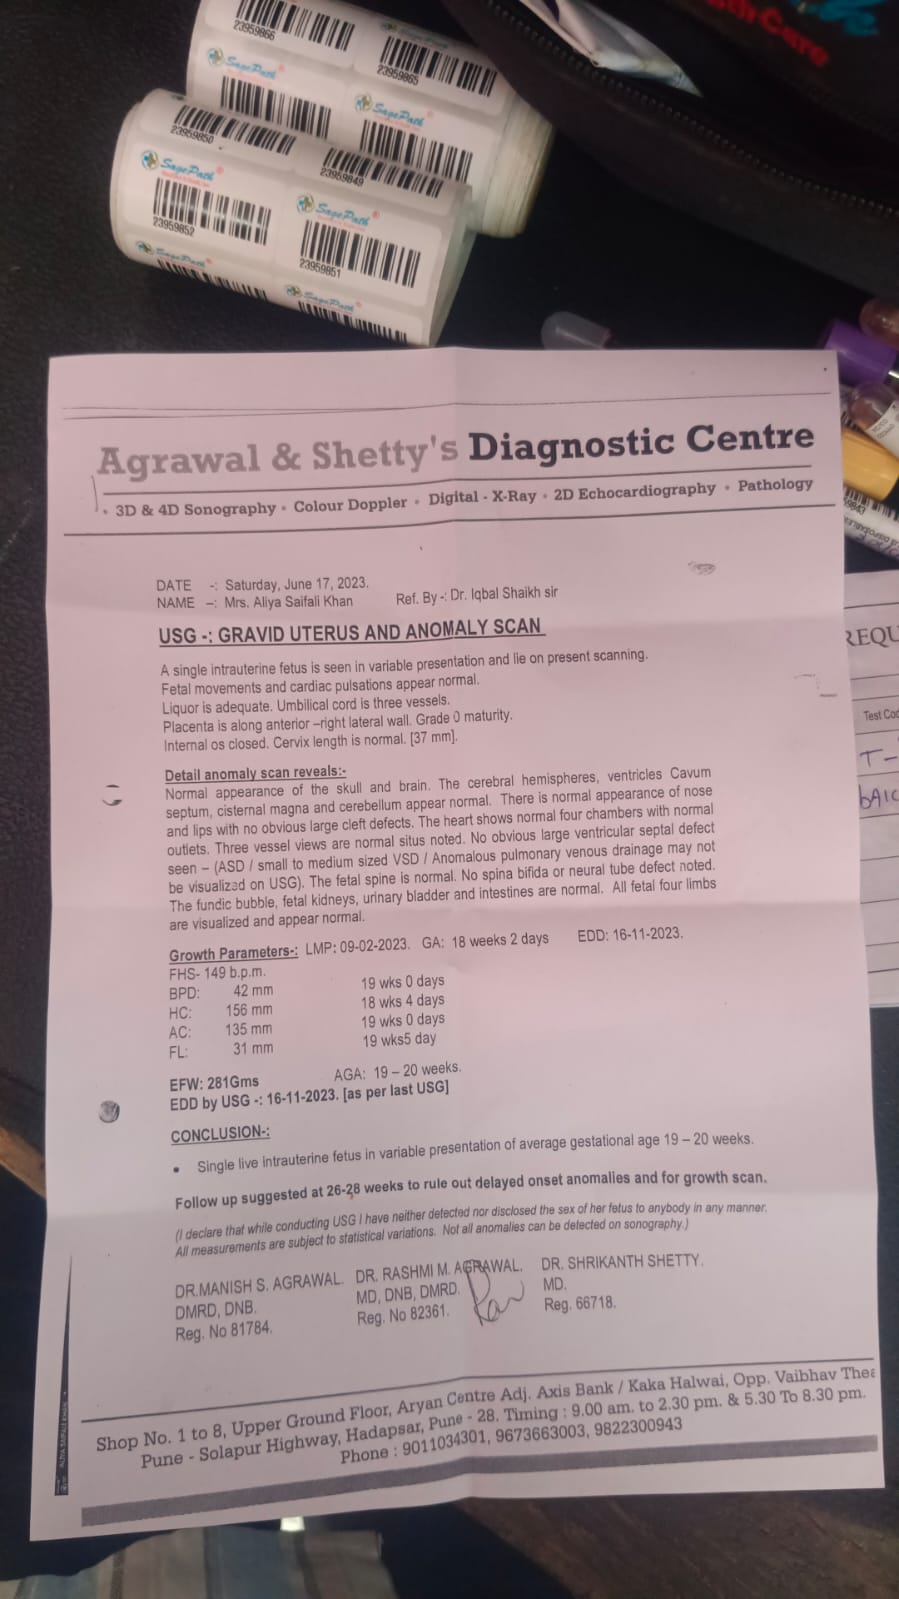 23959866
23959865
SagePath
SagePath
23959850
23959849
SagePath
SagePath
23959852
23959851
SagePath
SagePath
Care
Agrawal & Shetty's Diagnostic Centre
• 3D & 4D Sonography • Colour Doppler • Digital - X-Ray • 2D Echocardiography • Pathology
DATE -: Saturday, June 17, 2023.
NAME –: Mrs. Aliya Saifali Khan Ref. By -: Dr. Iqbal Shaikh sir
USG -: GRAVID UTERUS AND ANOMALY SCAN
A single intrauterine fetus is seen in variable presentation and lie on present scanning.
Fetal movements and cardiac pulsations appear normal.
Liquor is adequate. Umbilical cord is three vessels.
Placenta is along anterior –right lateral wall. Grade 0 maturity.
Internal os closed. Cervix length is normal. [37 mm].
Detail anomaly scan reveals:-
Normal appearance of the skull and brain. The cerebral hemispheres, ventricles Cavum
septum, cisternal magna and cerebellum appear normal. There is normal appearance of nose
and lips with no obvious large cleft defects. The heart shows normal four chambers with normal
outlets. Three vessel views are normal situs noted. No obvious large ventricular septal defect
seen – (ASD / small to medium sized VSD / Anomalous pulmonary venous drainage may not
be visualized on USG). The fetal spine is normal. No spina bifida or neural tube defect noted.
The fundic bubble, fetal kidneys, urinary bladder and intestines are normal. All fetal four limbs
are visualized and appear normal.
Growth Parameters-: LMP: 09-02-2023. GA: 18 weeks 2 days EDD: 16-11-2023.
FHS- 149 b.p.m.
BPD: 42 mm 19 wks 0 days
HC: 156 mm 18 wks 4 days
AC: 135 mm 19 wks 0 days
FL: 31 mm 19 wks5 day
EFW: 281Gms AGA: 19 – 20 weeks.
EDD by USG -: 16-11-2023. [as per last USG]
CONCLUSION-:
• Single live intrauterine fetus in variable presentation of average gestational age 19 – 20 weeks.
Follow up suggested at 26-28 weeks to rule out delayed onset anomalies and for growth scan.
(I declare that while conducting USG I have neither detected nor disclosed the sex of her fetus to anybody in any manner.
All measurements are subject to statistical variations. Not all anomalies can be detected on sonography.)
DR.MANISH S. AGRAWAL. DR. RASHMI M. AGRAWAL. DR. SHRIKANTH SHETTY.
DMRD, DNB. MD, DNB, DMRD. MD.
Reg. No 81784. Reg. No 82361. Reg. 66718.
Shop No. 1 to 8, Upper Ground Floor, Aryan Centre Adj. Axis Bank / Kaka Halwai, Opp. Vaibhav Thea
Pune - Solapur Highway, Hadapsar, Pune - 28. Timing : 9.00 am. to 2.30 pm. & 5.30 To 8.30 pm.
Phone : 9011034301, 9673663003, 9822300943
REQU
Test Cod
T-
bAIC